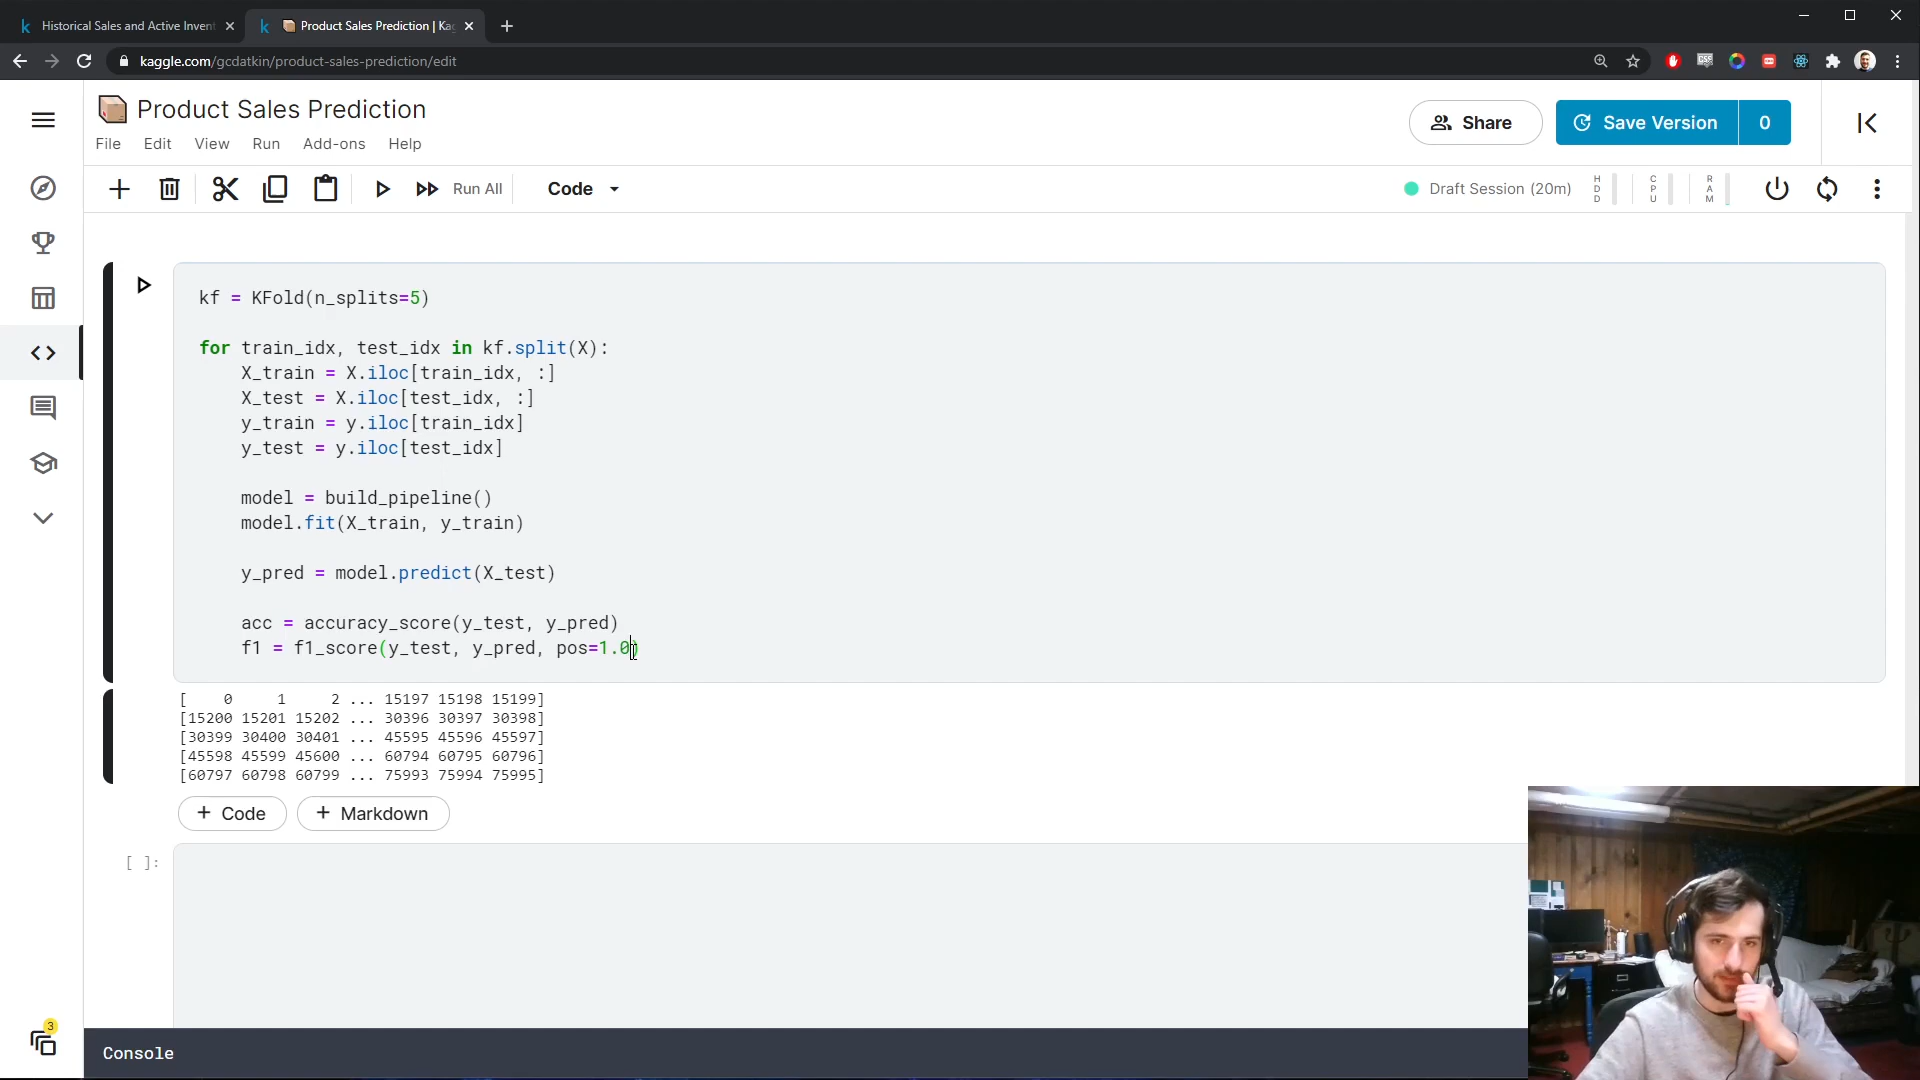 Historical Sales and Active Invent
Product Sales Prediction | Kag
kaggle.com/gcdatkin/product-sales-prediction/edit
Product Sales Prediction
File Edit View Run Add-ons Help
Share
Save Version 0
Run All
Code
Draft Session (20m)
HDD
CPU
RAM
kf = KFold(n_splits=5)
for train_idx, test_idx in kf.split(X):
X_train = X.iloc[train_idx, :]
X_test = X.iloc[test_idx, :]
y_train = y.iloc[train_idx]
y_test = y.iloc[test_idx]
model = build_pipeline()
model.fit(X_train, y_train)
y_pred = model.predict(X_test)
acc = accuracy_score(y_test, y_pred)
f1 = f1_score(y_test, y_pred, pos=1.0)
[ 0 1 2 ... 15197 15198 15199]
[15200 15201 15202 ... 30396 30397 30398]
[30399 30400 30401 ... 45595 45596 45597]
[45598 45599 45600 ... 60794 60795 60796]
[60797 60798 60799 ... 75993 75994 75995]
+ Code + Markdown
[ ]:
3
Console